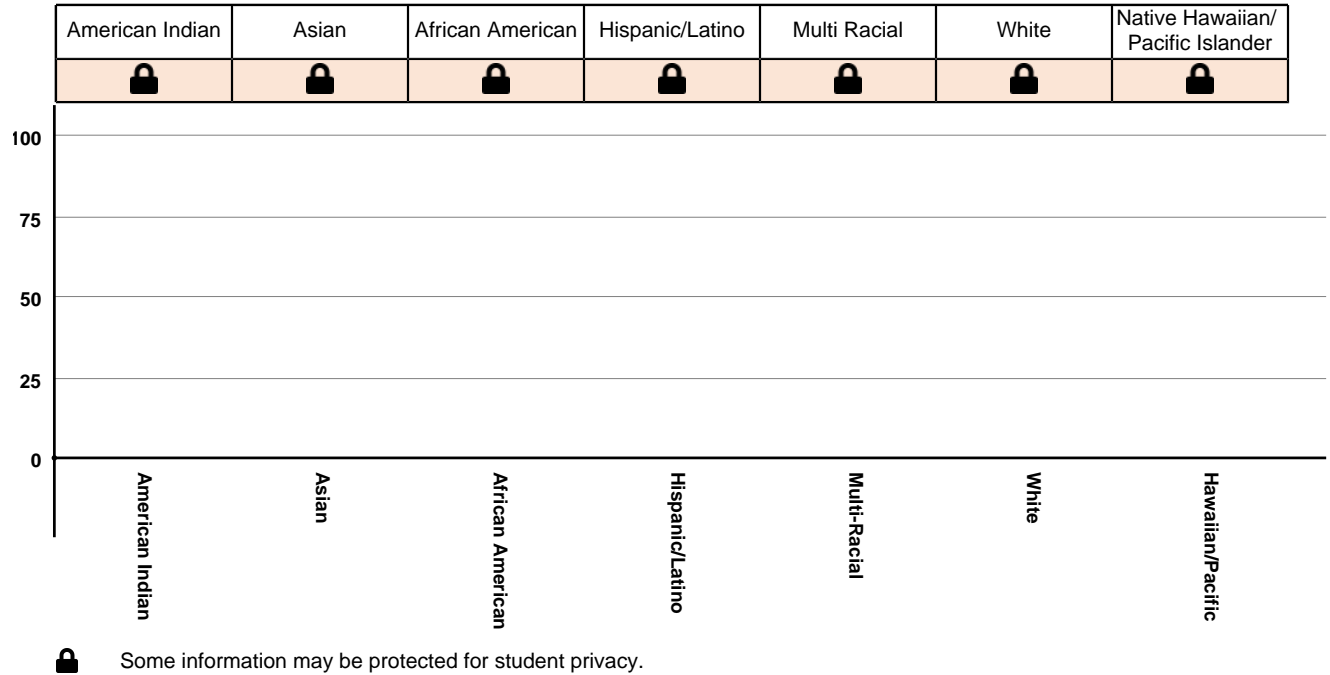 American Indian Asian African American Hispanic/Latino Multi Racial White Native Hawaiian/
Pacific Islander
100
75
50
25
0
American Indian
Asian
African American
Hispanic/Latino
Multi-Racial
White
Hawaiian/Pacific
Some information may be protected for student privacy.